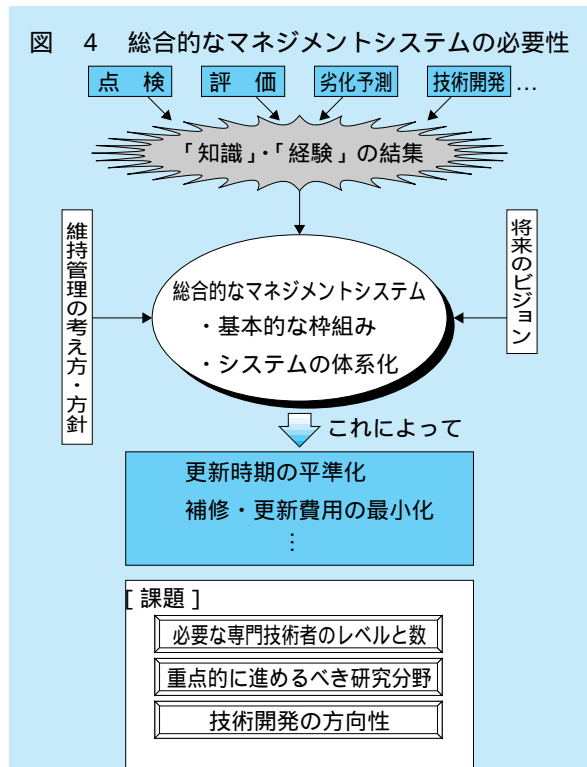 図 4 総合的なマネジメントシステムの必要性
点 検 評 価 劣化予測 技術開発 …
「知識」・「経験」の結集
維持管理の考え方・方針
将来のビジョン
総合的なマネジメントシステム
・基本的な枠組み
・システムの体系化
これによって
更新時期の平準化
補修・更新費用の最小化
⋮
[ 課題 ]
必要な専門技術者のレベルと数
重点的に進めるべき研究分野
技術開発の方向性